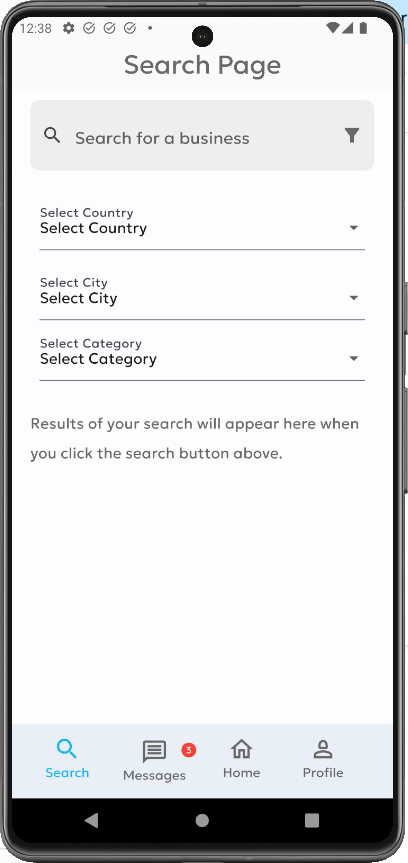 12:38
Search Page
Search for a business
Select Country
Select Country
Select City
Select City
Select Category
Select Category
Results of your search will appear here when
you click the search button above.
3
Search
Messages
Home
Profile